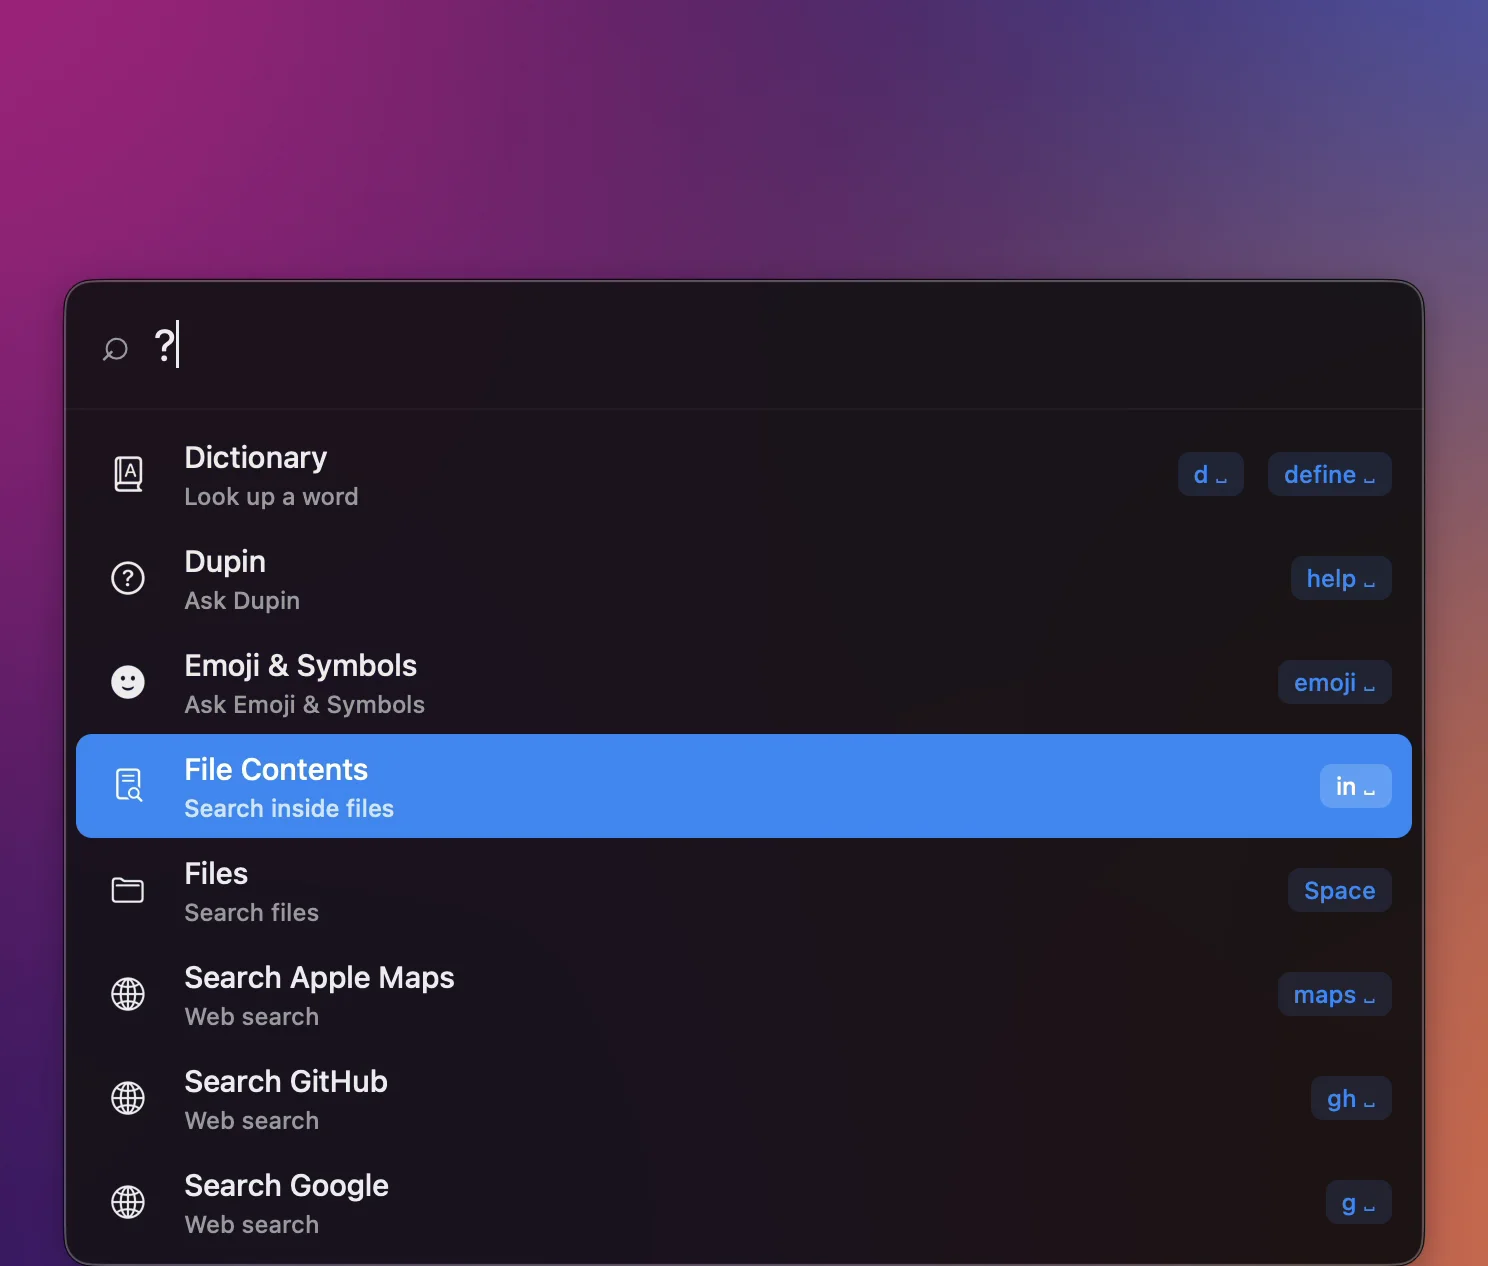 ?
Dictionary
Look up a word
d ⎵ define ⎵
Dupin
Ask Dupin
help ⎵
Emoji & Symbols
Ask Emoji & Symbols
emoji ⎵
File Contents
Search inside files
in ⎵
Files
Search files
Space
Search Apple Maps
Web search
maps ⎵
Search GitHub
Web search
gh ⎵
Search Google
Web search
g ⎵